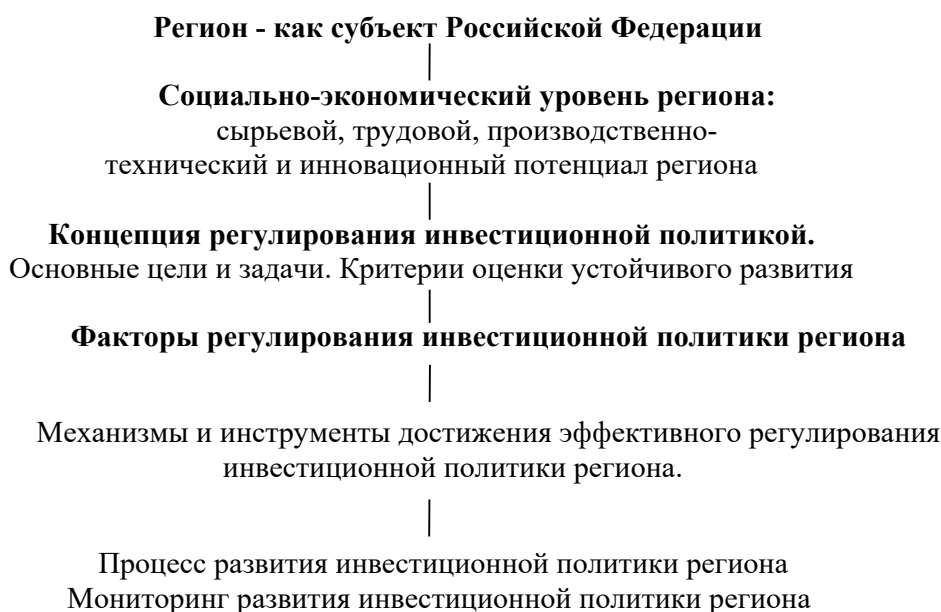 Регион - как субъект Российской Федерации
Социально-экономический уровень региона:
сырьевой, трудовой, производственно-
технический и инновационный потенциал региона
Концепция регулирования инвестиционной политикой.
Основные цели и задачи. Критерии оценки устойчивого развития
Факторы регулирования инвестиционной политики региона
Механизмы и инструменты достижения эффективного регулирования
инвестиционной политики региона.
Процесс развития инвестиционной политики региона
Мониторинг развития инвестиционной политики региона